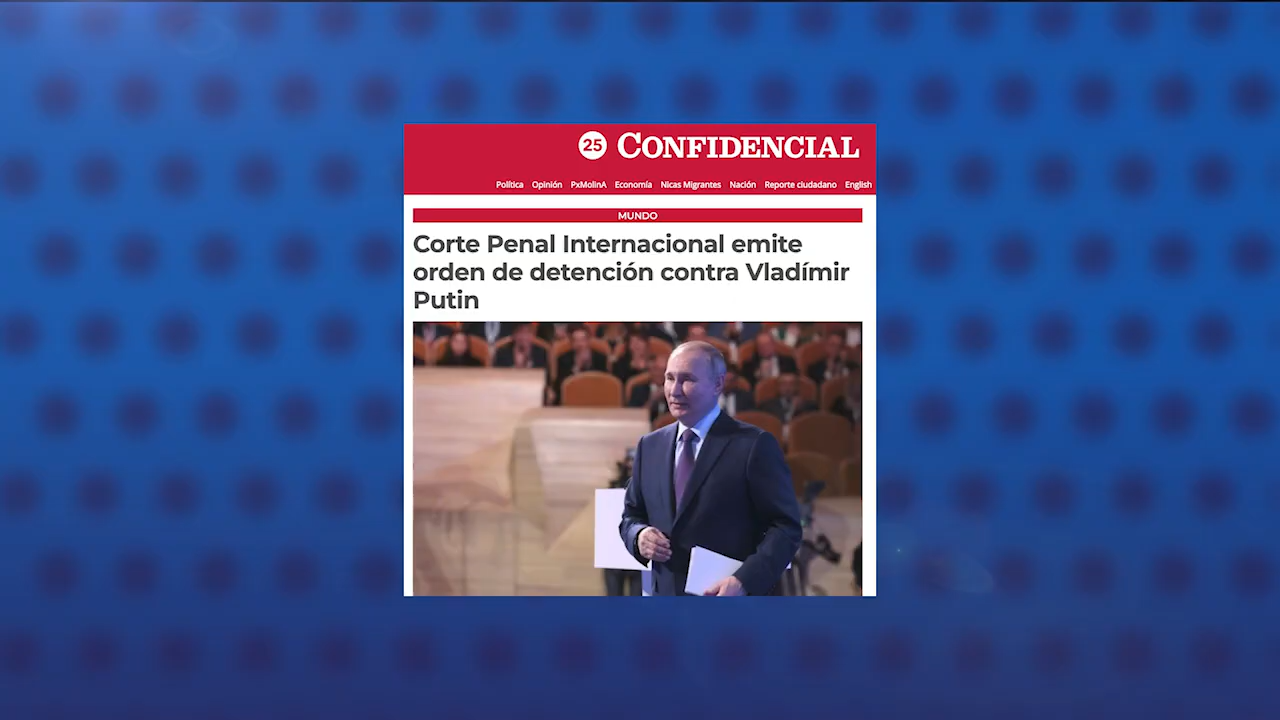 25 CONFIDENCIAL
Política Opinión PxMolinA Economía Nicas Migrantes Nación Reporte ciudadano English
MUNDO
Corte Penal Internacional emite
orden de detención contra Vladímir
Putin